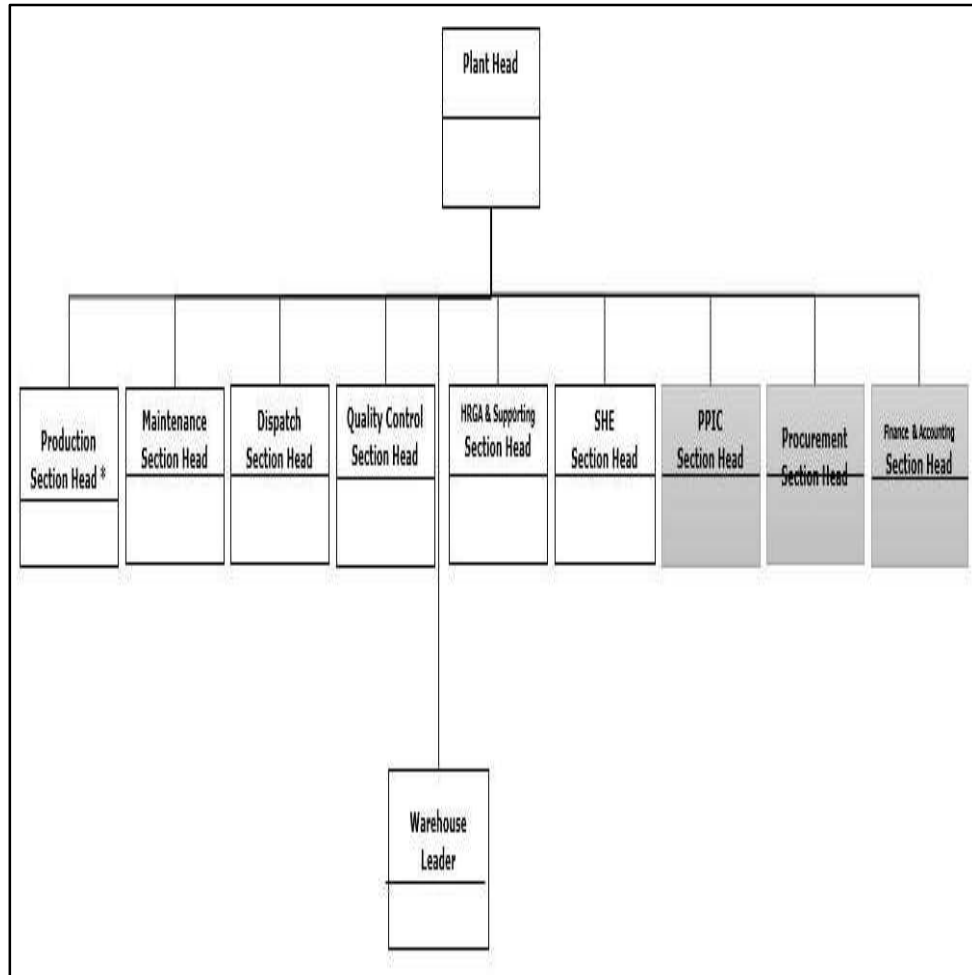 Plant Head
Production
Section Head *
Maintenance
Section Head
Dispatch
Section Head
Quality Control
Section Head
HRGA & Supporting
Section Head
SHE
Section Head
PPIC
Section Head
Procurement
Section Head
Finance & Accounting
Section Head
Warehouse
Leader